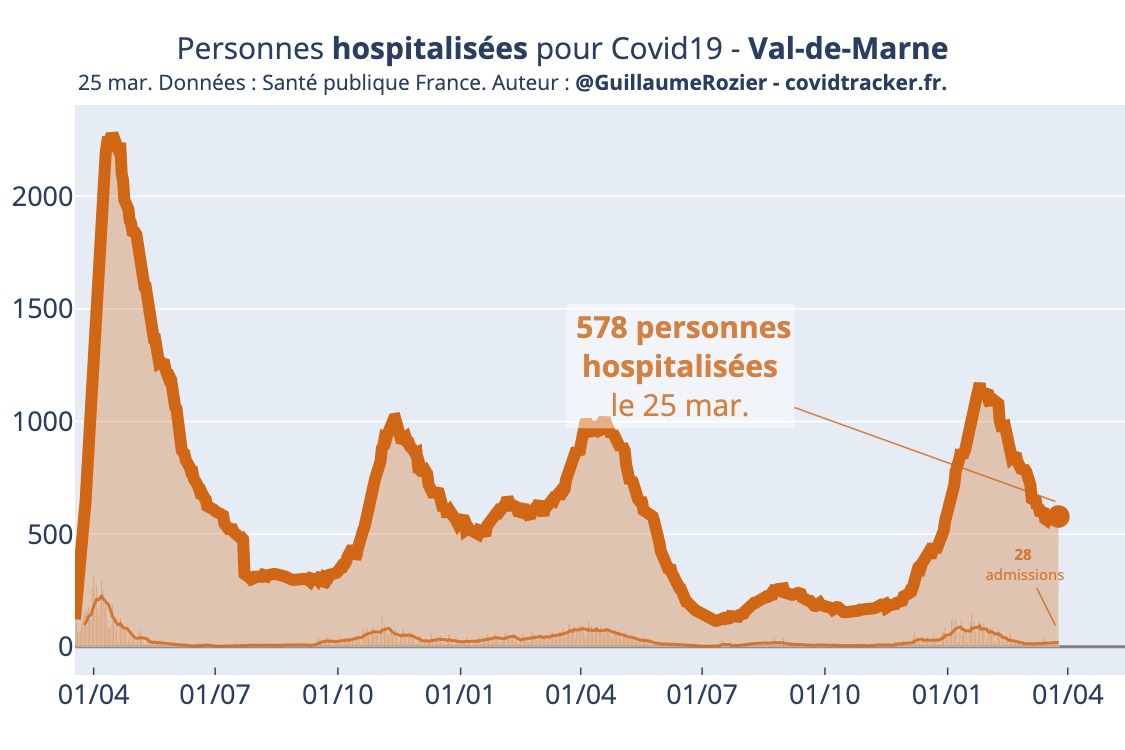 Personnes hospitalisées pour Covid19 - Val-de-Marne
25 mar. Données : Santé publique France. Auteur : @GuillaumeRozier - covidtracker.fr.
2000
1500
1000
500
0
578 personnes
hospitalisées
le 25 mar.
28
admissions
01/04 01/07 01/10 01/01 01/04 01/07 01/10 01/01 01/04